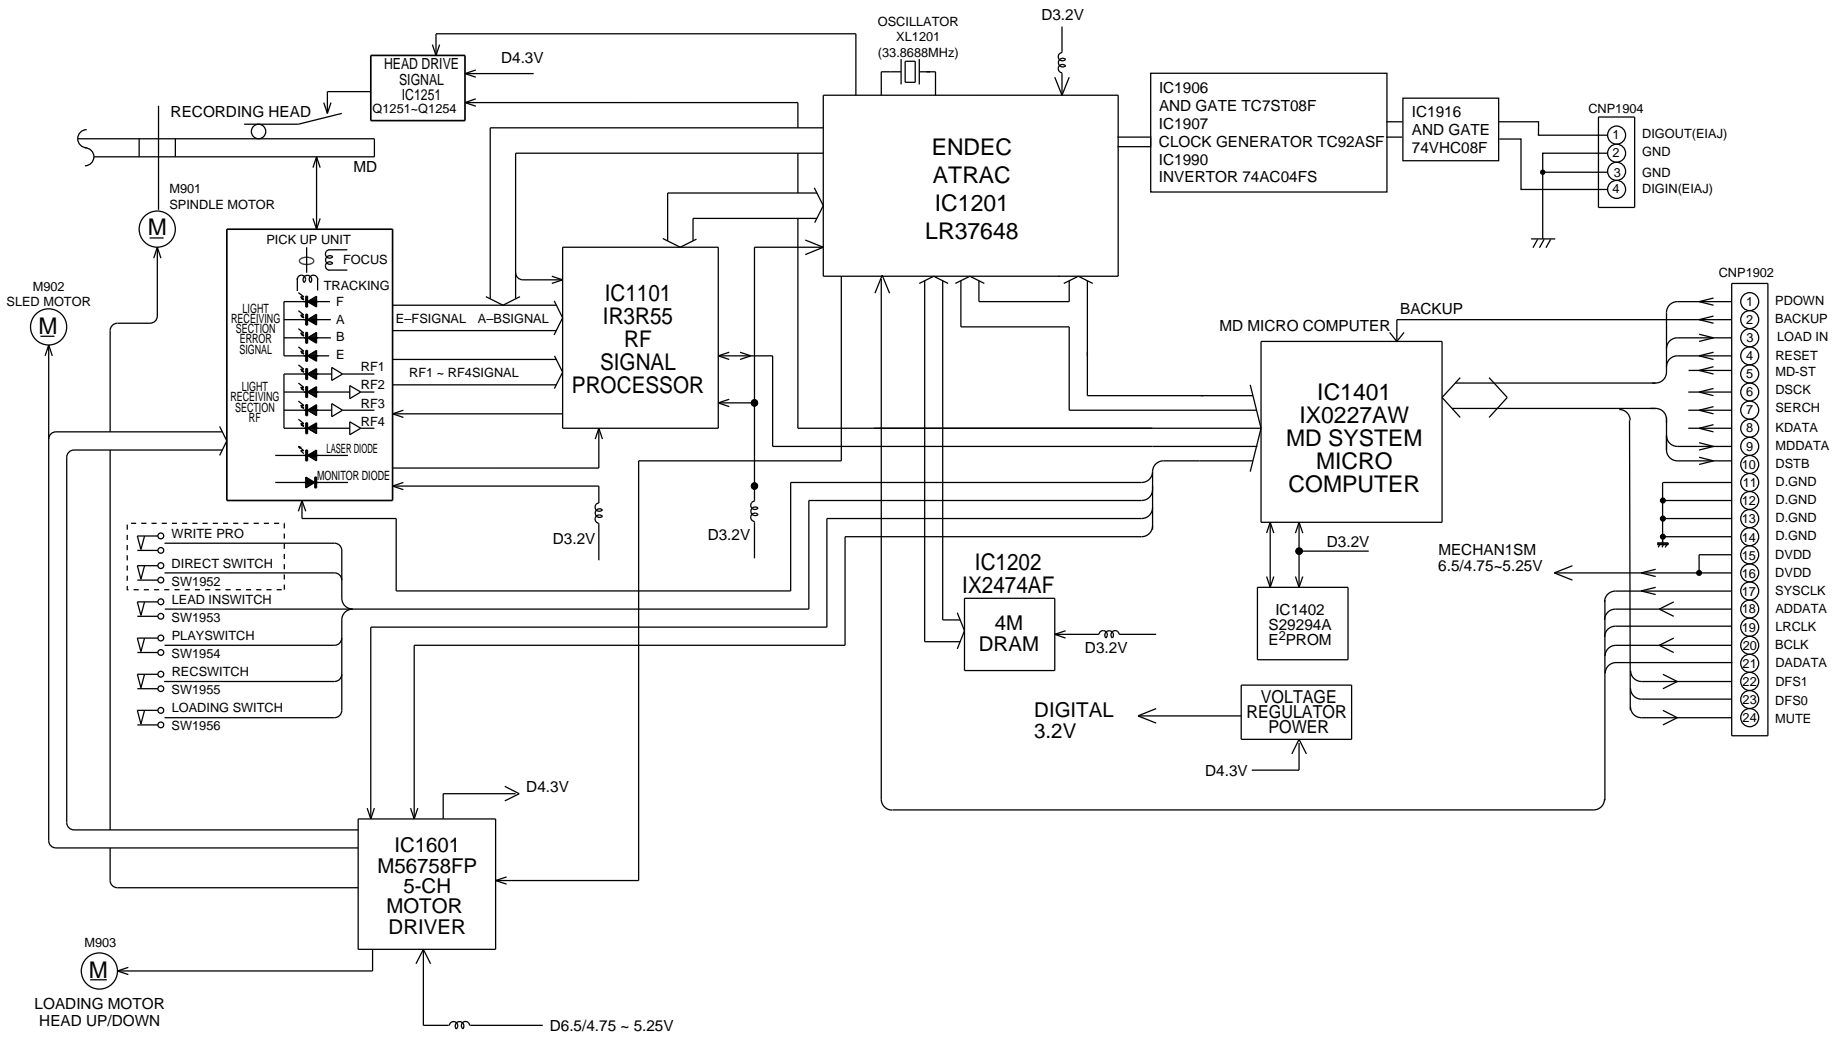 OSCILLATOR
XL1201
(33.8688MHz)
D3.2V
HEAD DRIVE
SIGNAL
IC1251
Q1251~Q1254
D4.3V
RECORDING HEAD
MD
M901
SPINDLE MOTOR
M
M902
SLED MOTOR
M
PICK UP UNIT
FOCUS
TRACKING
LIGHT
RECEIVING
SECTION
ERROR
SIGNAL
F
A
B
E
LIGHT
RECEIVING
SECTION
RF
RF1
RF2
RF3
RF4
LASER DIODE
MONITOR DIODE
E–FSIGNAL A–BSIGNAL
RF1 ~ RF4SIGNAL
IC1101
IR3R55
RF
SIGNAL
PROCESSOR
D3.2V
D3.2V
ENDEC
ATRAC
IC1201
LR37648
IC1906
AND GATE TC7ST08F
IC1907
CLOCK GENERATOR TC92ASF
IC1990
INVERTOR 74AC04FS
IC1916
AND GATE
74VHC08F
CNP1904
1 DIGOUT(EIAJ)
2 GND
3 GND
4 DIGIN(EIAJ)
BACKUP
MD MICRO COMPUTER
IC1401
IX0227AW
MD SYSTEM
MICRO
COMPUTER
D3.2V
IC1402
S29294A
E2PROM
IC1202
IX2474AF
4M
DRAM
D3.2V
DIGITAL
3.2V
VOLTAGE
REGULATOR
POWER
D4.3V
MECHAN1SM
6.5/4.75~5.25V
CNP1902
1 PDOWN
2 BACKUP
3 LOAD IN
4 RESET
5 MD-ST
6 DSCK
7 SERCH
8 KDATA
9 MDDATA
10 DSTB
11 D.GND
12 D.GND
13 D.GND
14 D.GND
15 DVDD
16 DVDD
17 SYSCLK
18 ADDATA
19 LRCLK
20 BCLK
21 DADATA
22 DFS1
23 DFS0
24 MUTE
WRITE PRO
DIRECT SWITCH
SW1952
LEAD INSWITCH
SW1953
PLAYSWITCH
SW1954
RECSWITCH
SW1955
LOADING SWITCH
SW1956
D4.3V
IC1601
M56758FP
5-CH
MOTOR
DRIVER
M903
M
LOADING MOTOR
HEAD UP/DOWN
D6.5/4.75 ~ 5.25V